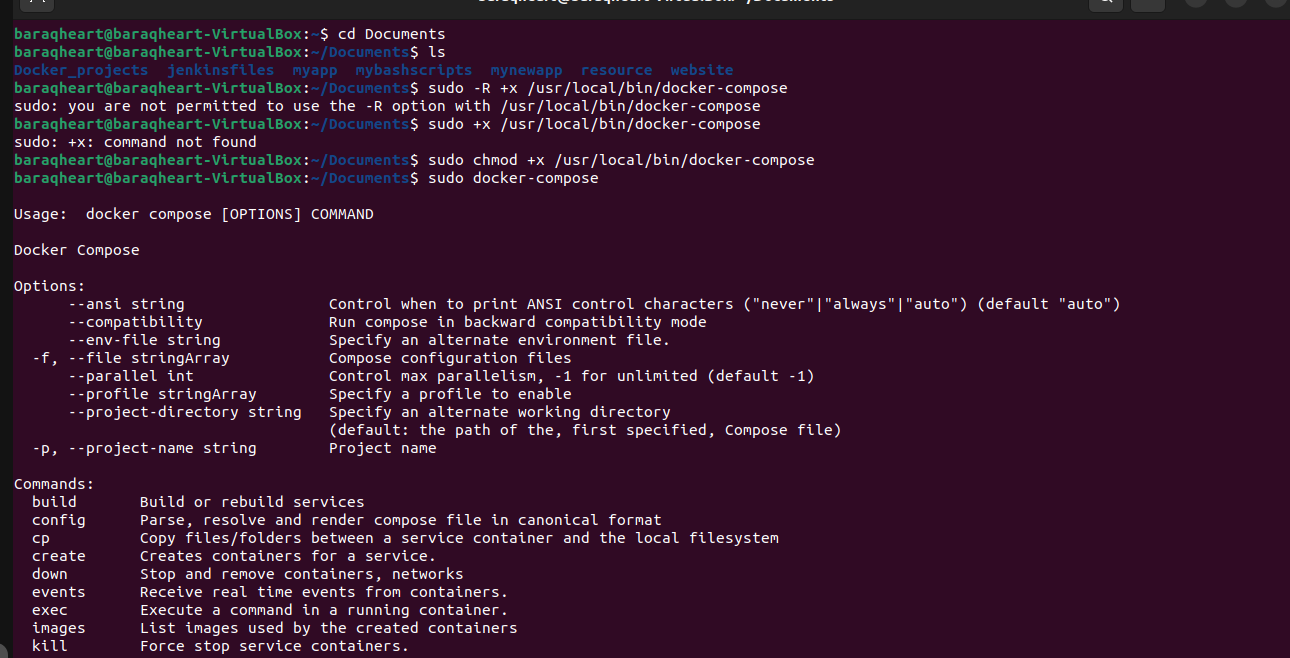 baraqheart@baraqheart-VirtualBox:~$ cd Documents
baraqheart@baraqheart-VirtualBox:~/Documents$ ls
Docker_projects  jenkinsfiles  myapp  mybashscripts  mynewapp  resource  website
baraqheart@baraqheart-VirtualBox:~/Documents$ sudo -R +x /usr/local/bin/docker-compose
sudo: you are not permitted to use the -R option with /usr/local/bin/docker-compose
baraqheart@baraqheart-VirtualBox:~/Documents$ sudo +x /usr/local/bin/docker-compose
sudo: +x: command not found
baraqheart@baraqheart-VirtualBox:~/Documents$ sudo chmod +x /usr/local/bin/docker-compose
baraqheart@baraqheart-VirtualBox:~/Documents$ sudo docker-compose
Usage:  docker compose [OPTIONS] COMMAND
Docker Compose
Options:
      --ansi string                Control when to print ANSI control characters ("never"|"always"|"auto") (default "auto")
      --compatibility              Run compose in backward compatibility mode
      --env-file string            Specify an alternate environment file.
  -f, --file stringArray           Compose configuration files
      --parallel int               Control max parallelism, -1 for unlimited (default -1)
      --profile stringArray        Specify a profile to enable
      --project-directory string   Specify an alternate working directory
                                   (default: the path of the, first specified, Compose file)
  -p, --project-name string        Project name
Commands:
  build       Build or rebuild services
  config      Parse, resolve and render compose file in canonical format
  cp          Copy files/folders between a service container and the local filesystem
  create      Creates containers for a service.
  down        Stop and remove containers, networks
  events      Receive real time events from containers.
  exec        Execute a command in a running container.
  images      List images used by the created containers
  kill        Force stop service containers.